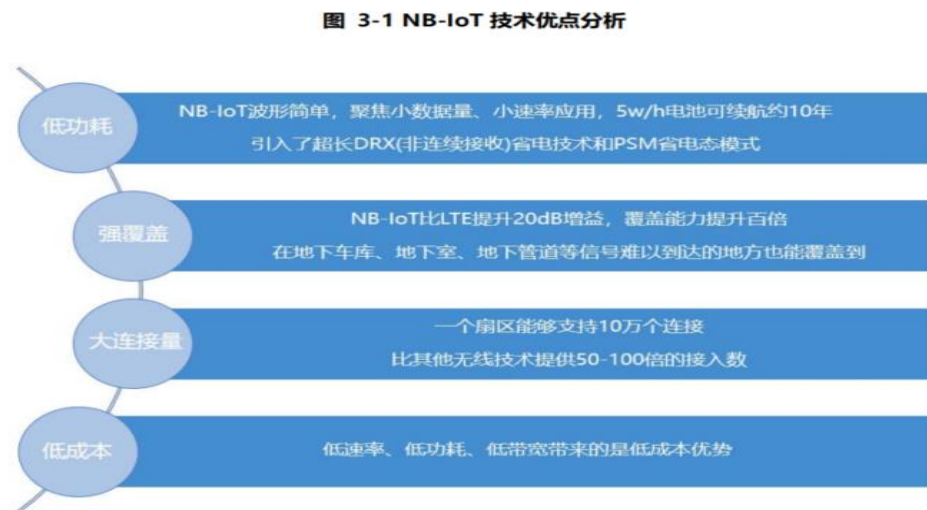 图 3-1 NB-IoT 技术优点分析
低功耗
NB-IoT波形简单，聚焦小数据量、小速率应用，5w/h电池可续航约10年
引入了超长DRX(非连续接收)省电技术和PSM省电态模式
强覆盖
NB-IoT比LTE提升20dB增益，覆盖能力提升百倍
在地下车库、地下室、地下管道等信号难以到达的地方也能覆盖到
大连接量
一个扇区能够支持10万个连接
比其他无线技术提供50-100倍的接入数
低成本
低速率、低功耗、低带宽带来的是低成本优势